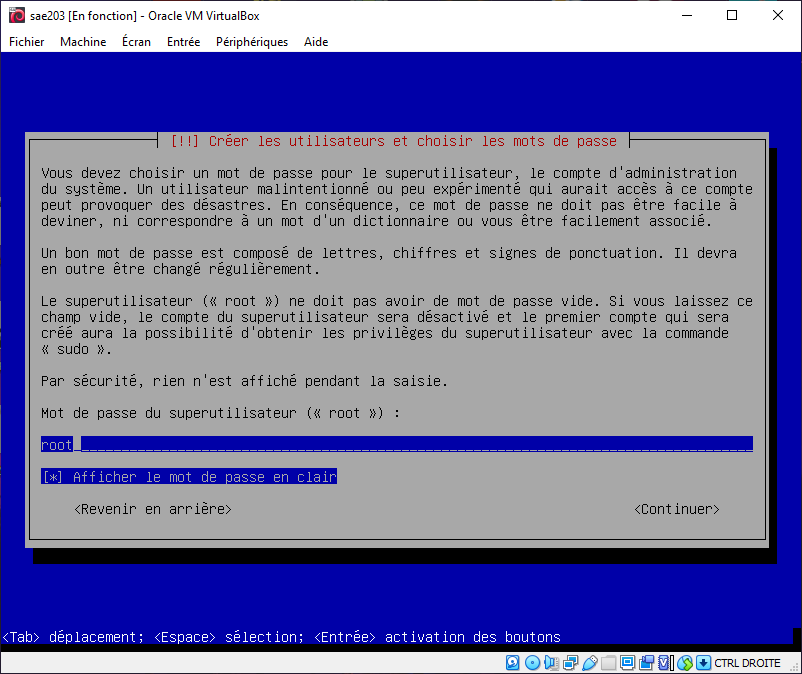 sae203 [En fonction] - Oracle VM VirtualBox
Fichier Machine Écran Entrée Périphériques Aide
[!!] Créer les utilisateurs et choisir les mots de passe
Vous devez choisir un mot de passe pour le superutilisateur, le compte d'administration
du système. Un utilisateur malintentionné ou peu expérimenté qui aurait accès à ce compte
peut provoquer des désastres. En conséquence, ce mot de passe ne doit pas être facile à
deviner, ni correspondre à un mot d'un dictionnaire ou vous être facilement associé.
Un bon mot de passe est composé de lettres, chiffres et signes de ponctuation. Il devra
en outre être changé régulièrement.
Le superutilisateur (« root ») ne doit pas avoir de mot de passe vide. Si vous laissez ce
champ vide, le compte du superutilisateur sera désactivé et le premier compte qui sera
créé aura la possibilité d'obtenir les privilèges du superutilisateur avec la commande
« sudo ».
Par sécurité, rien n'est affiché pendant la saisie.
Mot de passe du superutilisateur (« root ») :
root
[*] Afficher le mot de passe en clair
<Revenir en arrière> <Continuer>
<Tab> déplacement; <Espace> sélection; <Entrée> activation des boutons
CTRL DROITE